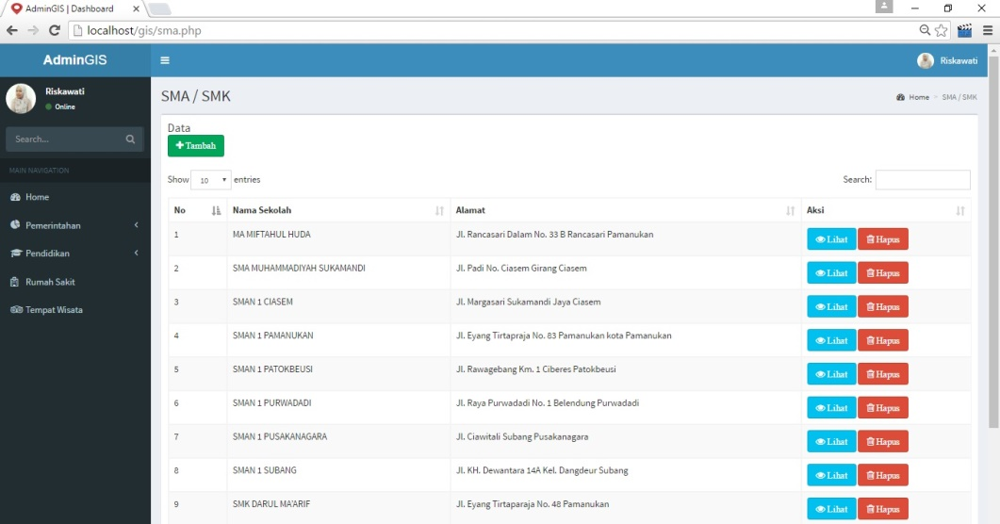 AdminGIS | Dashboard
localhost/gis/sma.php
AdminGIS
Riskawati
Riskawati
Online
Search...
MAIN NAVIGATION
Home
Pemerintahan
Pendidikan
Rumah Sakit
Tempat Wisata
SMA / SMK
Home > SMA / SMK
Data
Tambah
Show 10 entries
Search:
No Nama Sekolah Alamat Aksi
1 MA MIFTAHUL HUDA Jl. Rancasari Dalam No. 33 B Rancasari Pamanukan Lihat Hapus
2 SMA MUHAMMADIYAH SUKAMANDI Jl. Padi No. Ciasem Girang Ciasem Lihat Hapus
3 SMAN 1 CIASEM Jl. Margasari Sukamandi Jaya Ciasem Lihat Hapus
4 SMAN 1 PAMANUKAN Jl. Eyang Tirtapraja No. 83 Pamanukan kota Pamanukan Lihat Hapus
5 SMAN 1 PATOKBEUSI Jl. Rawagebang Km. 1 Ciberes Patokbeusi Lihat Hapus
6 SMAN 1 PURWADADI Jl. Raya Purwadadi No. 1 Belendung Purwadadi Lihat Hapus
7 SMAN 1 PUSAKANAGARA Jl. Ciawitali Subang Pusakanagara Lihat Hapus
8 SMAN 1 SUBANG Jl. KH. Dewantara 14A Kel. Dangdeur Subang Lihat Hapus
9 SMK DARUL MA'ARIF Jl. Eyang Tirtaparaja No. 48 Pamanukan Lihat Hapus